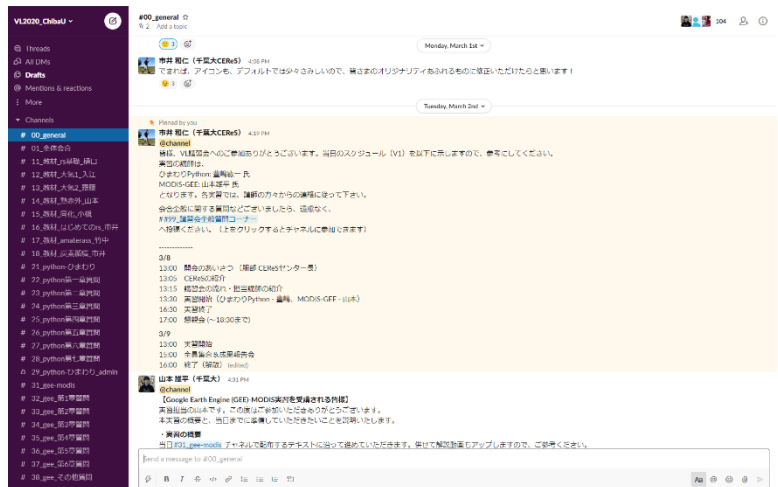 VL2020_ChibaU
#00_general
2 Add a topic
104
Threads
All DMs
Drafts
Mentions & reactions
More
Channels
# 00_general
# 01_全体会合
# 11_教材_rs基礎_樋口
# 12_教材_大気1_入江
# 13_教材_大気2_齋藤
# 14_教材_熱赤外_山本
# 15_教材_同化_小槻
# 16_教材_はじめてのrs_市井
# 17_教材_amaterass_竹中
# 18_教材_炭素循環_市井
# 21_python-ひまわり
# 22_python第一章質問
# 23_python第二章質問
# 24_python第三章質問
# 25_python第四章質問
# 26_python第五章質問
# 27_python第六章質問
# 28_python第七章質問
29_python-ひまわり_admin
# 31_gee-modis
# 32_gee_第1章質問
# 33_gee_第2章質問
# 34_gee_第3章質問
# 35_gee_第4章質問
# 36_gee_第5章質問
# 37_gee_第6章質問
# 38_gee_その他質問
3
Monday, March 1st
市井 和仁（千葉大CEReS） 4:08 PM
できれば、アイコンも、デフォルトでは少々さみしいので、皆さまのオリジナリティあふれるものに修正いただけたらと思います！
3
Tuesday, March 2nd
Pinned by you
市井 和仁（千葉大CEReS） 4:19 PM
@channel
皆様、VL講習会へのご参加ありがとうございます。当日のスケジュール（V1）を以下に示しますので、参考にしてください。
実習の講師は、
ひまわりPython: 豊嶋紘一 氏
MODIS-GEE: 山本雄平 氏
となります。各実習では、講師の方々からの連絡に従って下さい。
会合全般に関する質問などございましたら、遠慮なく、
##99_講習会全般質問コーナー
へ投稿ください。（上をクリックするとチャネルに参加できます）
-------------
3/8
13:00 開会のあいさつ（服部 CEReSセンター長）
13:05 CEReSの紹介
13:15 講習会の流れ・担当講師の紹介
13:30 実習開始（ひまわりPython - 豊嶋、MODIS-GEE - 山本）
16:30 実習終了
17:00 懇親会 (～18:30まで)
3/9
13:00 実習開始
15:00 全員集合＆成果報告会
16:00 終了（解散） (edited)
山本 雄平（千葉大） 4:31 PM
@channel
【Google Earth Engine (GEE)-MODIS実習を受講される皆様】
実習担当の山本です。この度はご参加いただきありがとうございます。
本実習の概要と、当日までに準備していただきたいことを説明いたします。
・実習の概要
当日#31_gee-modis チャネルで配布するテキストに沿って進めていただきます。併せて解説動画もアップしますので、ご参考ください。
Send a message to #00_general